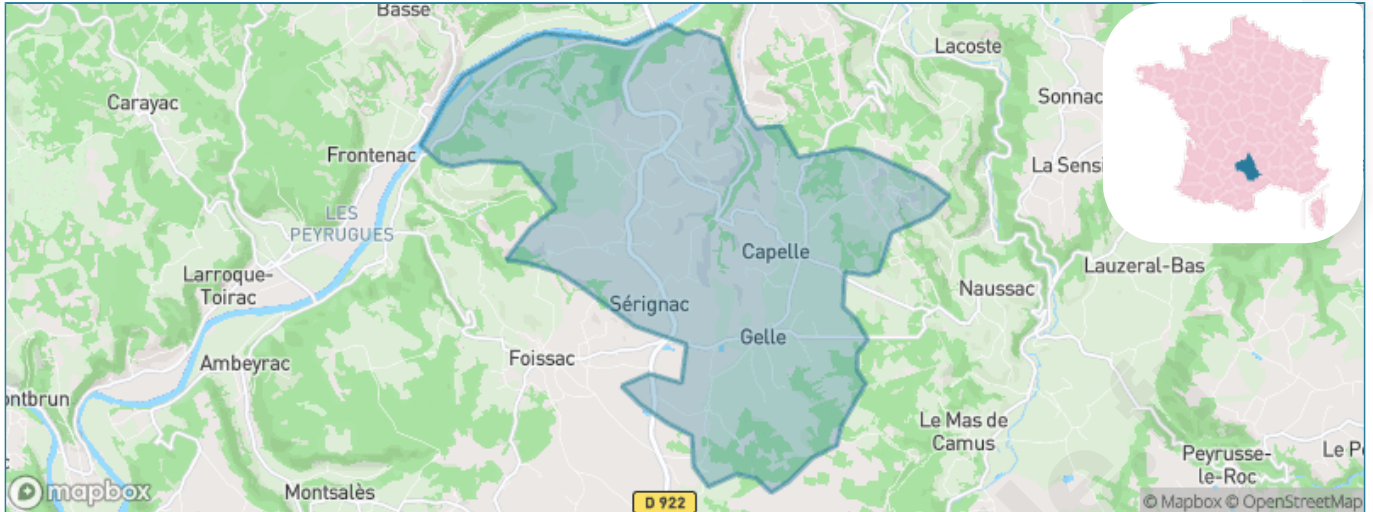 Basse
Lacoste
Carayac
Sonnac
Frontenac
La Sensi
LES
PEYRUGUES
Capelle
Lauzeral-Bas
Larroque-
Toirac
Naussac
Sérignac
Gelle
Foissac
Ambeyrac
ontbrun
Le Mas de
Camus
Peyrusse-
le-Roc
Le P
Montsalès
mapbox
D 922
© Mapbox © OpenStreetMap